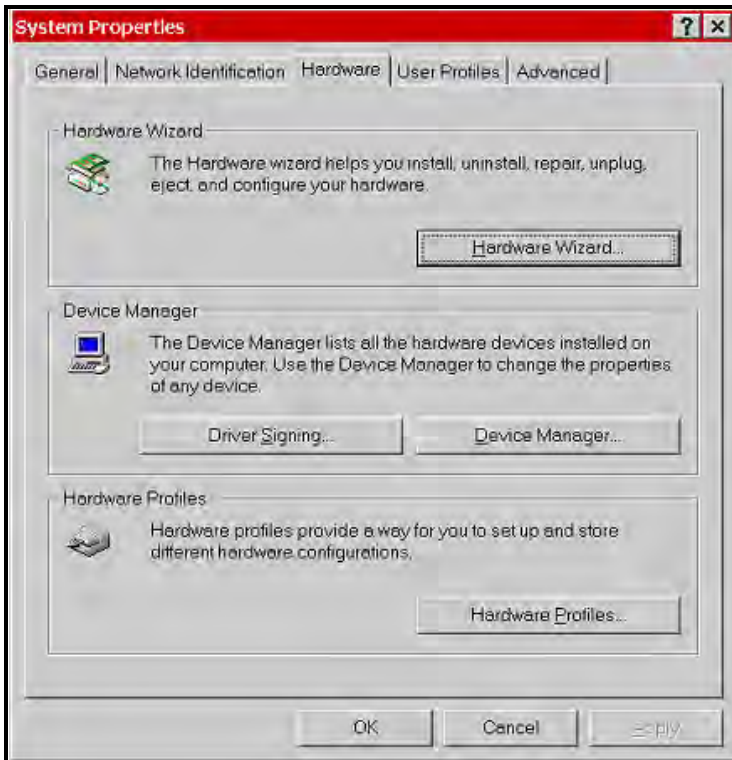 System Properties
General Network Identification Hardware User Profiles Advanced
Hardware Wizard
The Hardware wizard helps you install, uninstall, repair, unplug,
eject, and configure your hardware.
Hardware Wizard...
Device Manager
The Device Manager lists all the hardware devices installed on
your computer. Use the Device Manager to change the properties
of any device.
Driver Signing... Device Manager...
Hardware Profiles
Hardware profiles provide a way for you to set up and store
different hardware configurations.
Hardware Profiles...
OK Cancel Apply